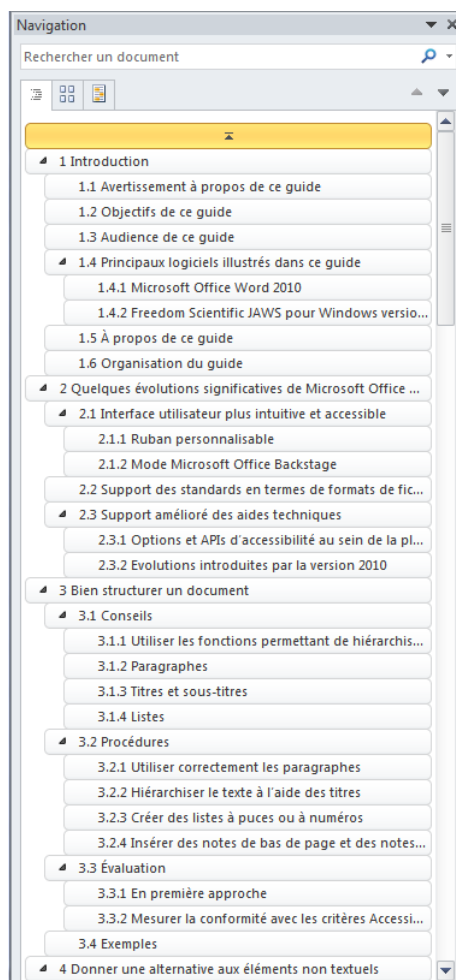 Navigation
Rechercher un document
1 Introduction
1.1 Avertissement à propos de ce guide
1.2 Objectifs de ce guide
1.3 Audience de ce guide
1.4 Principaux logiciels illustrés dans ce guide
1.4.1 Microsoft Office Word 2010
1.4.2 Freedom Scientific JAWS pour Windows versio...
1.5 À propos de ce guide
1.6 Organisation du guide
2 Quelques évolutions significatives de Microsoft Office ...
2.1 Interface utilisateur plus intuitive et accessible
2.1.1 Ruban personnalisable
2.1.2 Mode Microsoft Office Backstage
2.2 Support des standards en termes de formats de fic...
2.3 Support amélioré des aides techniques
2.3.1 Options et APIs d'accessibilité au sein de la pl...
2.3.2 Evolutions introduites par la version 2010
3 Bien structurer un document
3.1 Conseils
3.1.1 Utiliser les fonctions permettant de hiérarchis...
3.1.2 Paragraphes
3.1.3 Titres et sous-titres
3.1.4 Listes
3.2 Procédures
3.2.1 Utiliser correctement les paragraphes
3.2.2 Hiérarchiser le texte à l'aide des titres
3.2.3 Créer des listes à puces ou à numéros
3.2.4 Insérer des notes de bas de page et des notes...
3.3 Évaluation
3.3.1 En première approche
3.3.2 Mesurer la conformité avec les critères Accessi...
3.4 Exemples
4 Donner une alternative aux éléments non textuels